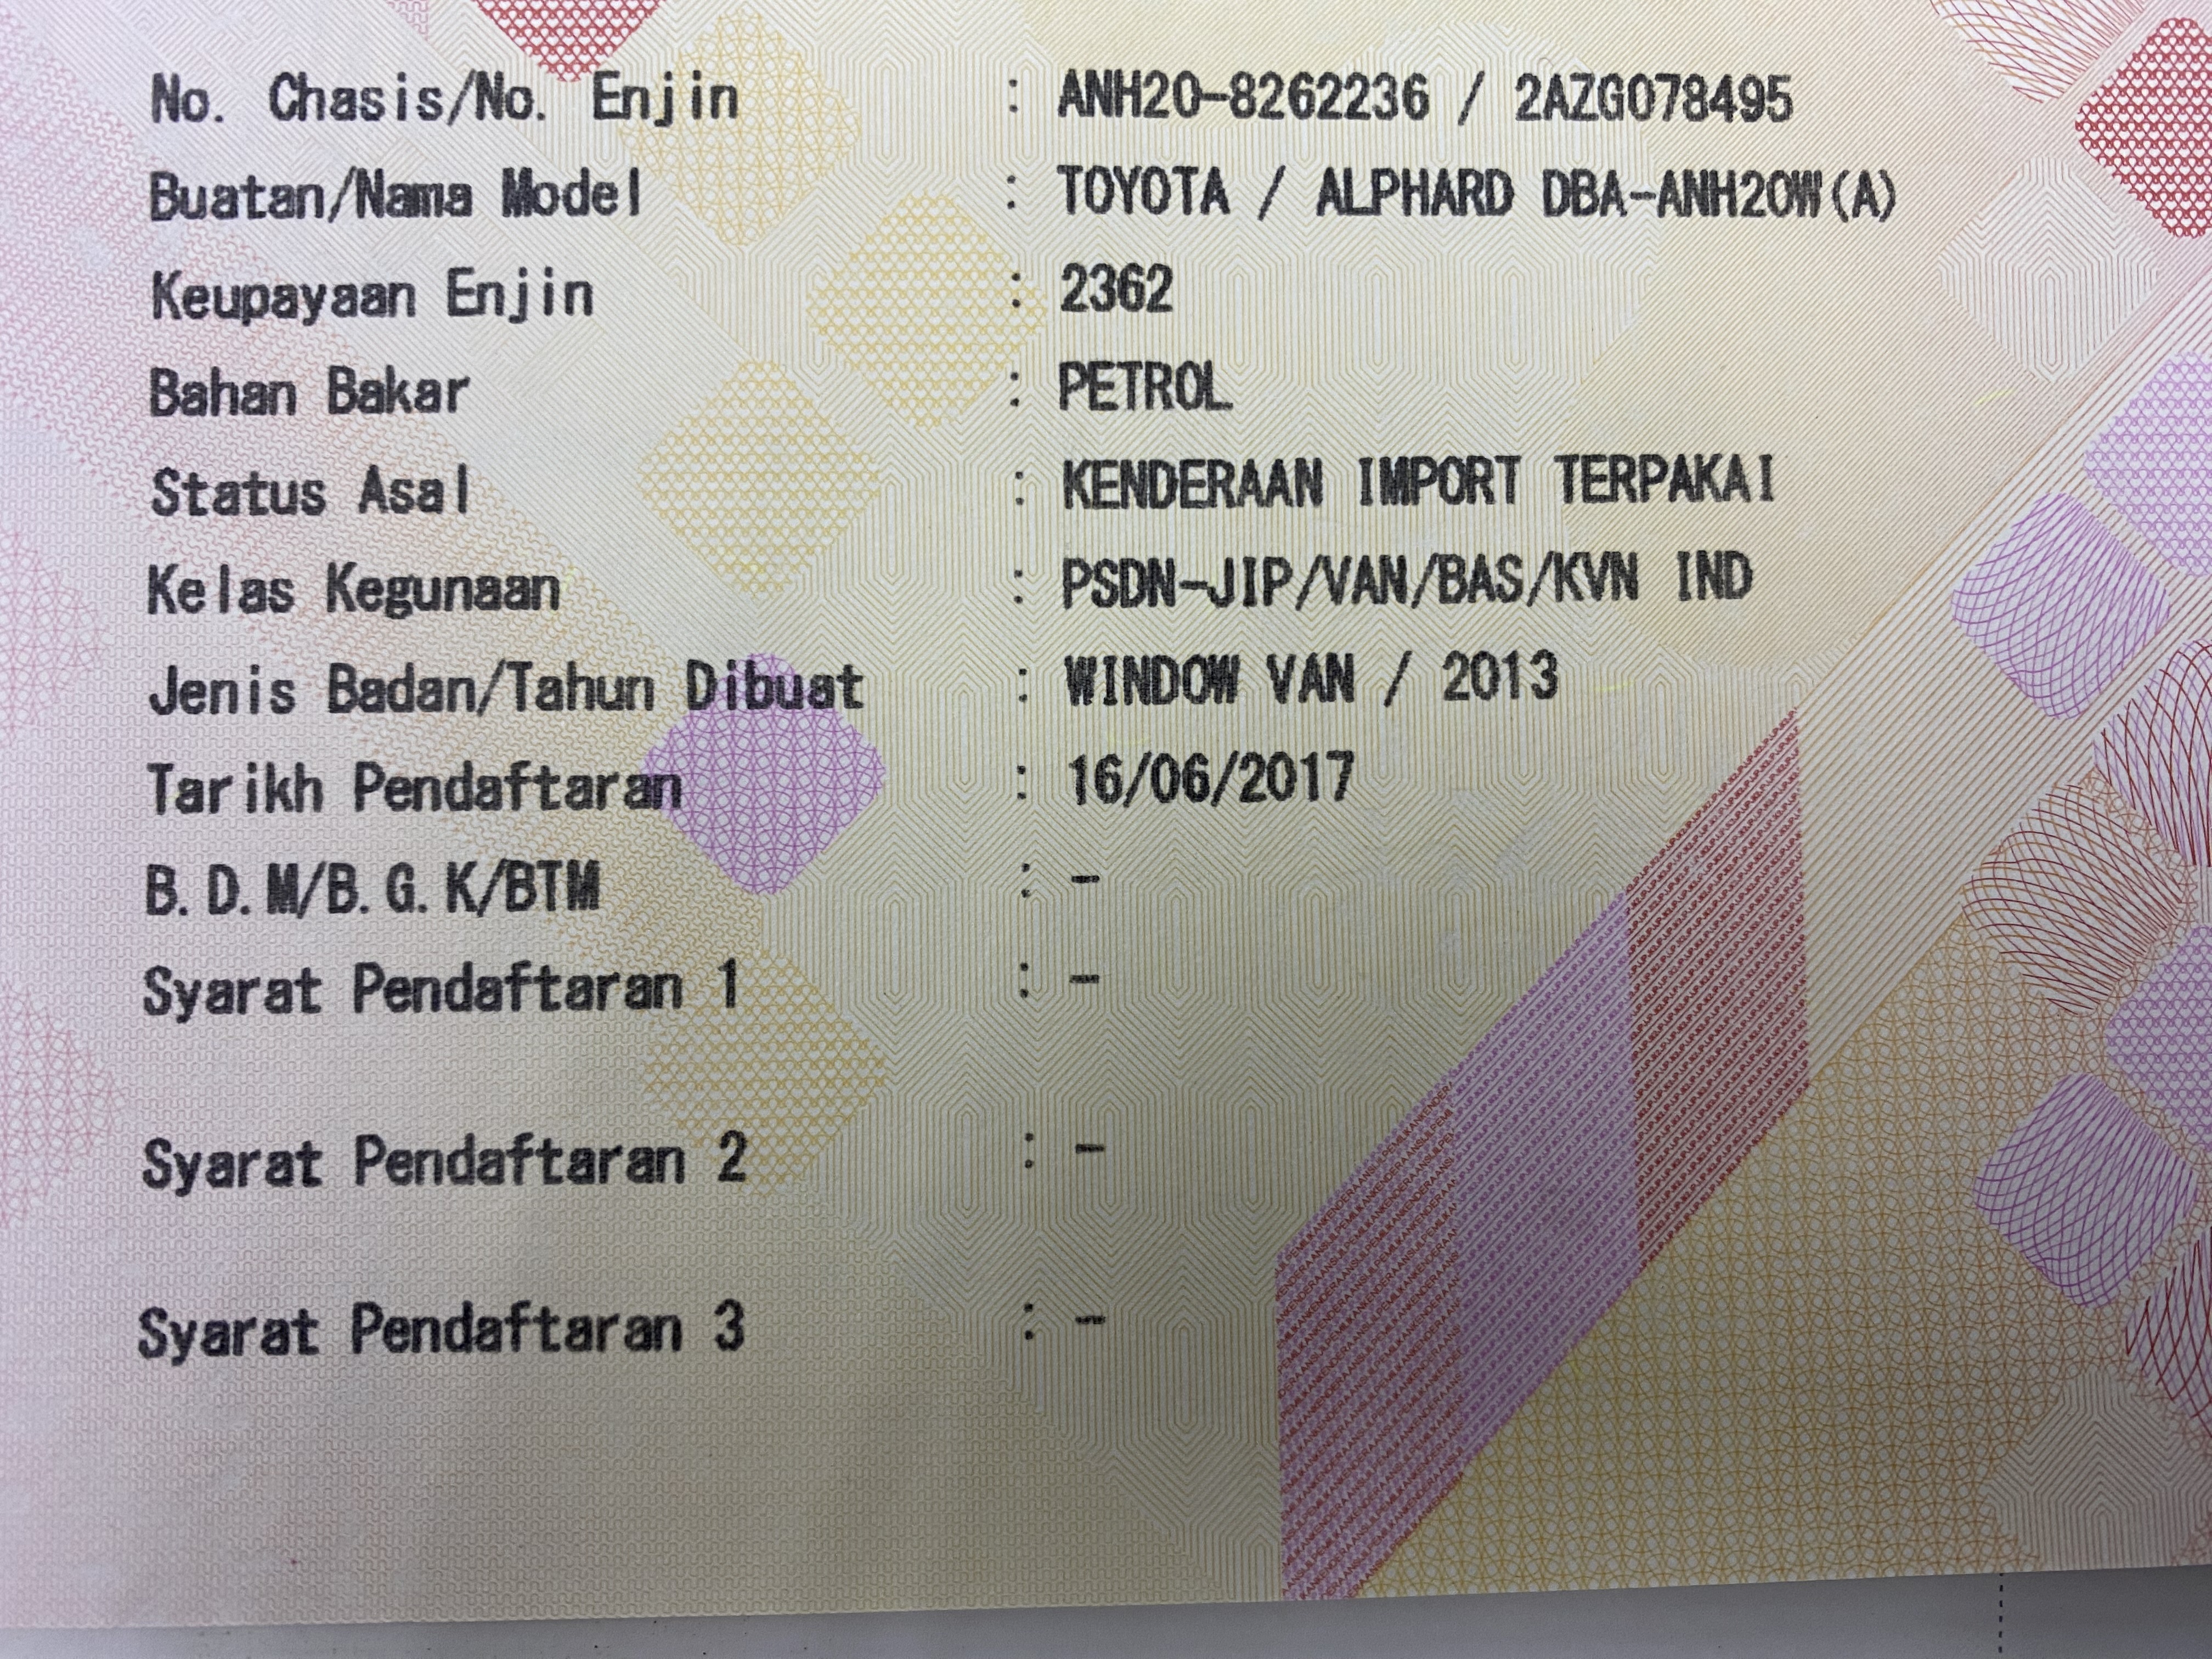 No. Chasis/No. Enjin : ANH20-8262236 / 2AZG078495
Buatan/Nama Model : TOYOTA / ALPHARD DBA-ANH20W(A)
Keupayaan Enjin : 2362
Bahan Bakar : PETROL
Status Asal : KENDERAAN IMPORT TERPAKAI
Kelas Kegunaan : PSDN-JIP/VAN/BAS/KVN IND
Jenis Badan/Tahun Dibuat : WINDOW VAN / 2013
Tarikh Pendaftaran : 16/06/2017
B.D.M/B.G.K/BTM : -
Syarat Pendaftaran 1 : -
Syarat Pendaftaran 2 : -
Syarat Pendaftaran 3 : -